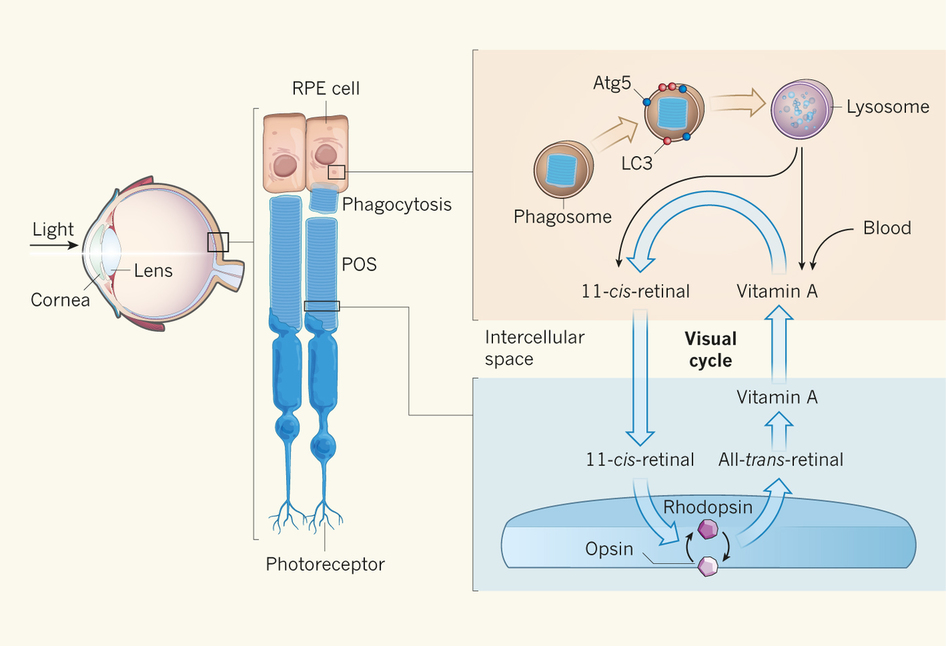 RPE cell
Phagocytosis
POS
Light
Lens
Cornea
Photoreceptor
Atg5
LC3
Phagosome
Lysosome
Blood
11-cis-retinal
Vitamin A
Intercellular
space
Visual
cycle
Vitamin A
11-cis-retinal
All-trans-retinal
Rhodopsin
Opsin